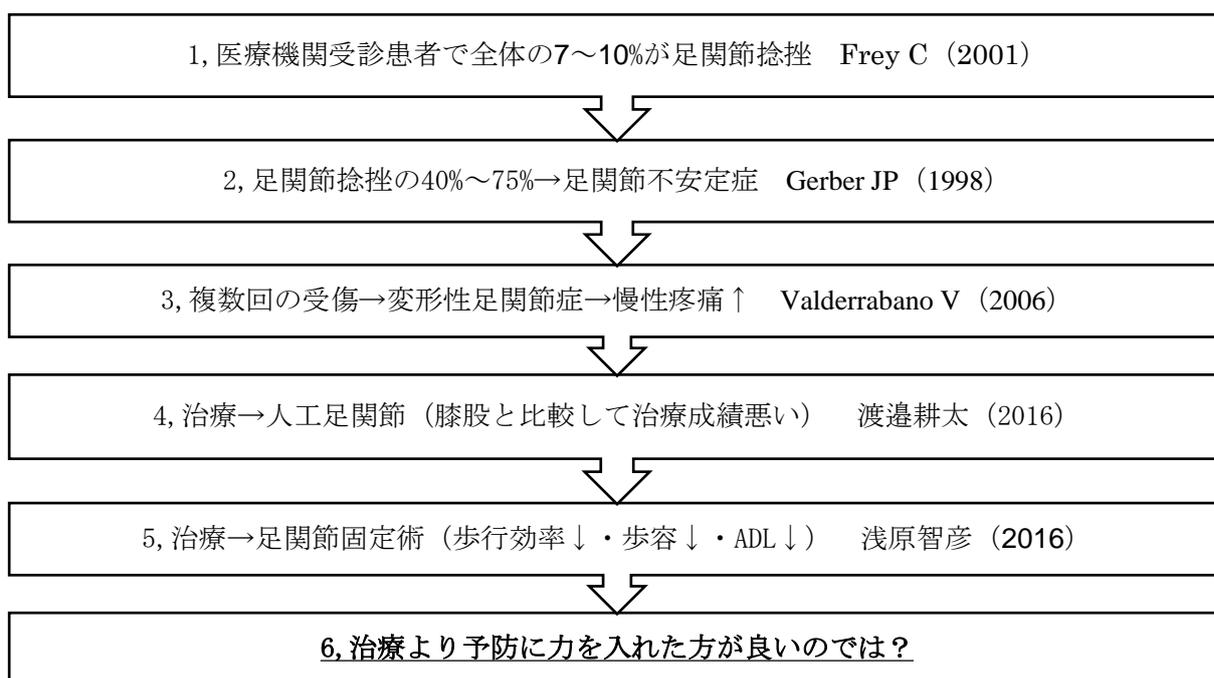 1,医療機関受診患者で全体の7～10%が足関節捻挫　Frey C（2001）
2,足関節捻挫の40%～75%→足関節不安定症　Gerber JP（1998）
3,複数回の受傷→変形性足関節症→慢性疼痛↑　Valderrabano V（2006）
4,治療→人工足関節（膝股と比較して治療成績悪い）　渡邉耕太（2016）
5,治療→足関節固定術（歩行効率↓・歩容↓・ADL↓）　浅原智彦（2016）
6,治療より予防に力を入れた方が良いのでは？